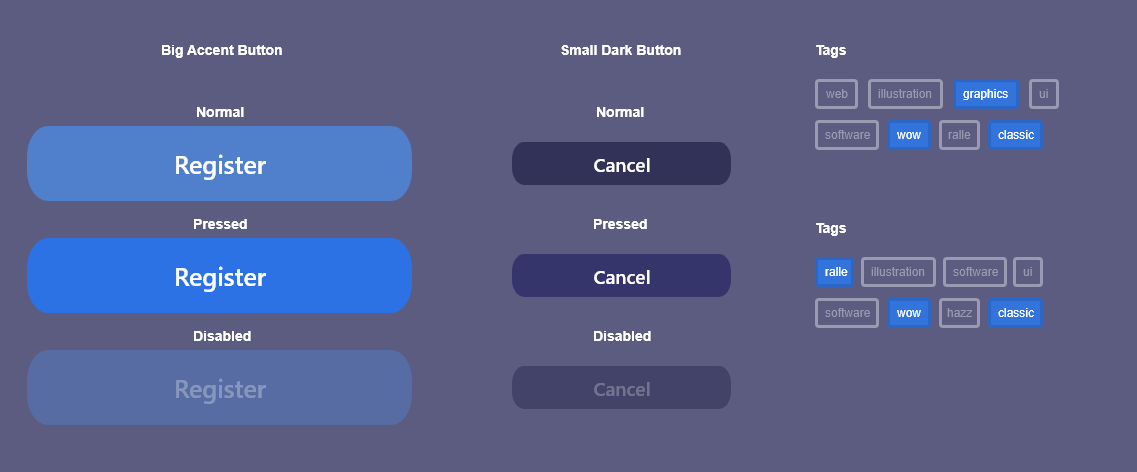 Big Accent Button
Normal
Register
Pressed
Register
Disabled
Register
Small Dark Button
Normal
Cancel
Pressed
Cancel
Disabled
Cancel
Tags
web illustration graphics ui
software wow ralle classic
Tags
ralle illustration software ui
software wow hazz classic